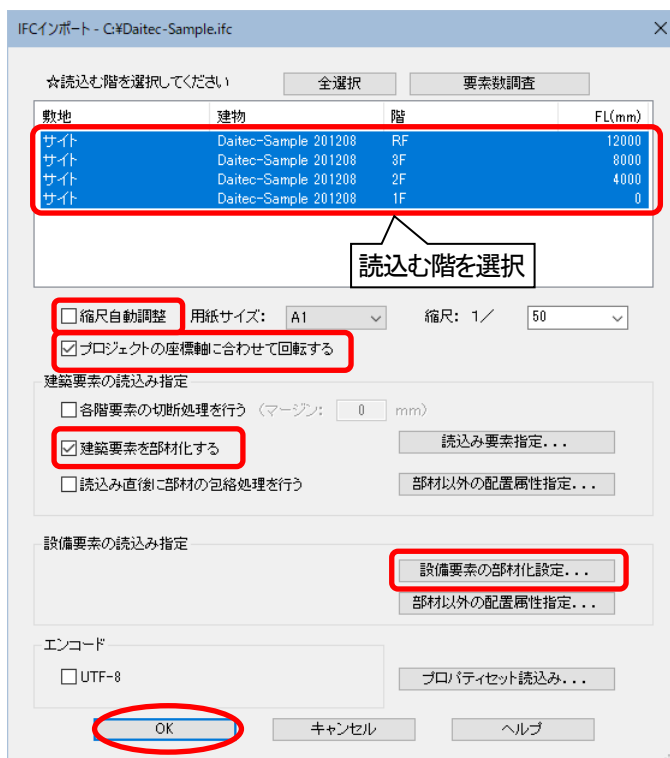 IFCインポート - C:¥Daitec-Sample.ifc
☆読込む階を選択してください 全選択 要素数調査
敷地 建物 階 FL(mm)
サイト Daitec-Sample 201208 RF 12000
サイト Daitec-Sample 201208 3F 8000
サイト Daitec-Sample 201208 2F 4000
サイト Daitec-Sample 201208 1F 0
読込む階を選択
縮尺自動調整 用紙サイズ: A1 縮尺: 1／ 50
プロジェクトの座標軸に合わせて回転する
建築要素の読込み指定
各階要素の切断処理を行う (マージン: 0 mm)
建築要素を部材化する 読込み要素指定...
読込み直後に部材の包絡処理を行う 部材以外の配置属性指定...
設備要素の読込み指定
設備要素の部材化設定...
部材以外の配置属性指定...
エンコード
UTF-8 プロパティセット読込み...
OK キャンセル ヘルプ